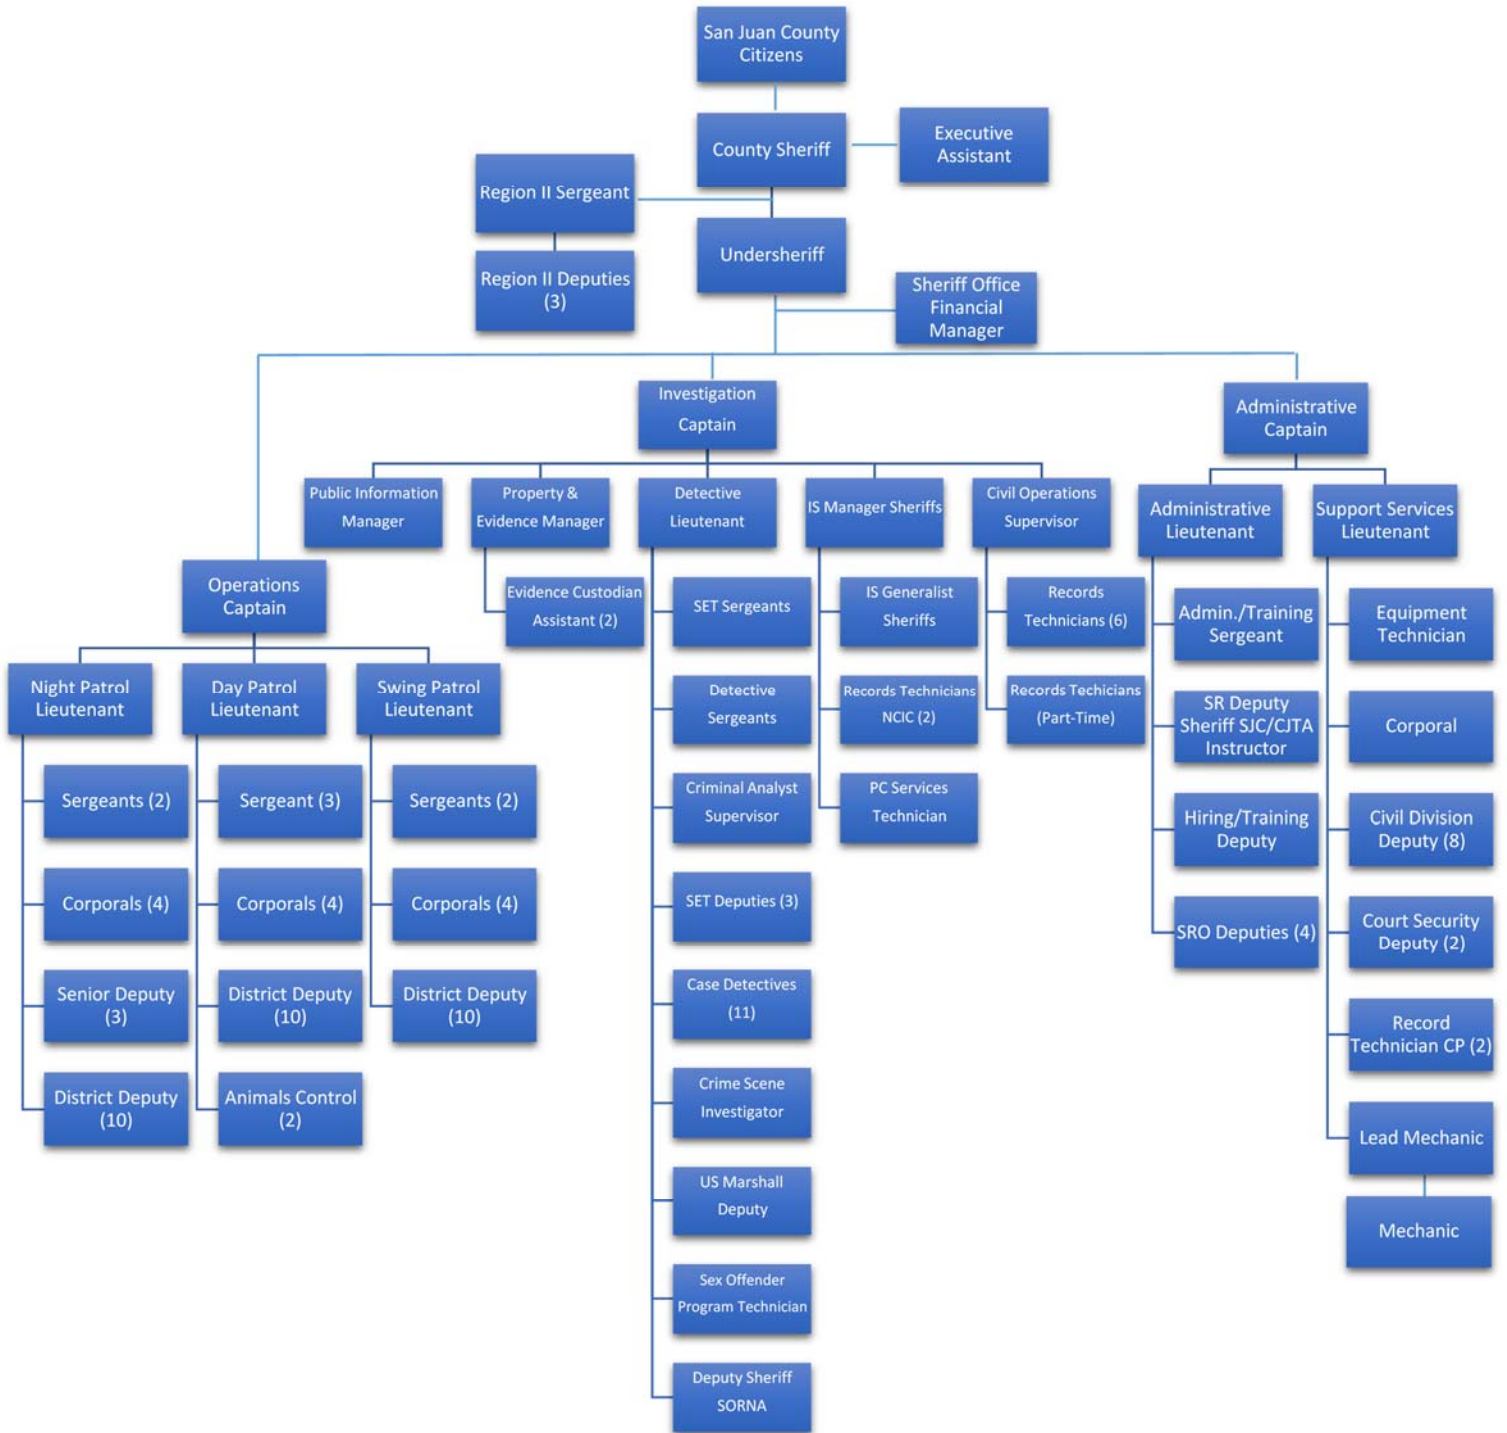 San Juan County
Citizens
County Sheriff
Executive
Assistant
Region II Sergeant
Undersheriff
Region II Deputies
(3)
Sheriff Office
Financial
Manager
Investigation
Captain
Administrative
Captain
Public Information
Manager
Property &
Evidence Manager
Detective
Lieutenant
IS Manager Sheriffs
Civil Operations
Supervisor
Administrative
Lieutenant
Support Services
Lieutenant
Operations
Captain
Night Patrol
Lieutenant
Day Patrol
Lieutenant
Swing Patrol
Lieutenant
Sergeants (2)
Corporals (4)
Senior Deputy
(3)
District Deputy
(10)
Sergeant (3)
Corporals (4)
District Deputy
(10)
Animals Control
(2)
Sergeants (2)
Corporals (4)
District Deputy
(10)
Evidence Custodian
Assistant (2)
SET Sergeants
Detective
Sergeants
Criminal Analyst
Supervisor
SET Deputies (3)
Case Detectives
(11)
Crime Scene
Investigator
US Marshall
Deputy
Sex Offender
Program Technician
Deputy Sheriff
SORNA
IS Generalist
Sheriffs
Records Technicians
NCIC (2)
PC Services
Technician
Records
Technicians (6)
Records Techicians
(Part-Time)
Admin./Training
Sergeant
SR Deputy
Sheriff SJC/CJTA
Instructor
Hiring/Training
Deputy
SRO Deputies (4)
Equipment
Technician
Corporal
Civil Division
Deputy (8)
Court Security
Deputy (2)
Record
Technician CP (2)
Lead Mechanic
Mechanic